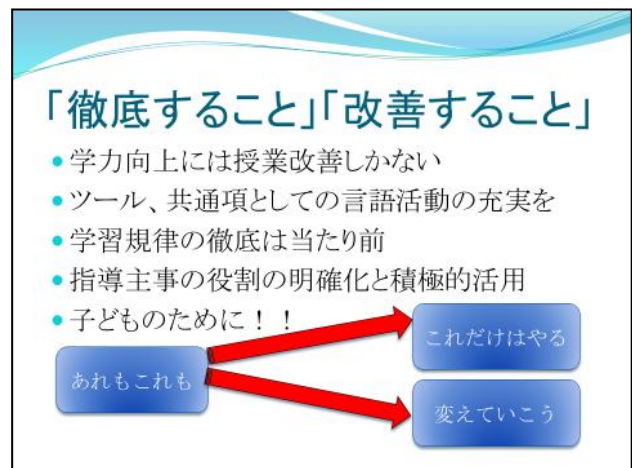 「徹底すること」「改善すること」
• 学力向上には授業改善しかない
• ツール、共通項としての言語活動の充実を
• 学習規律の徹底は当たり前
• 指導主事の役割の明確化と積極的活用
• 子どものために！！
これだけはやる
あれもこれも
変えていこう